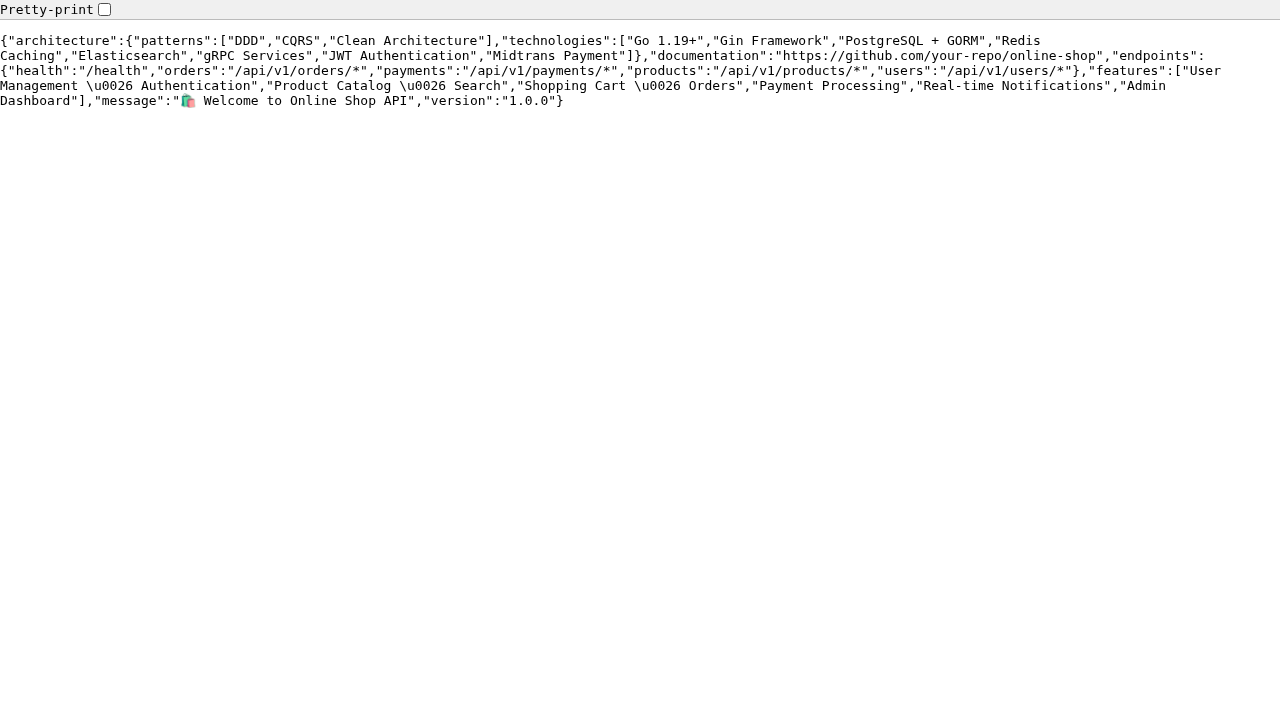 Pretty-print
{"architecture":{"patterns":["DDD","CQRS","Clean Architecture"],"technologies":["Go 1.19+","Gin Framework","PostgreSQL + GORM","Redis
Caching","Elasticsearch","gRPC Services","JWT Authentication","Midtrans Payment"]},"documentation":"https://github.com/your-repo/online-shop","endpoints":
{"health":"/health","orders":"/api/v1/orders/*","payments":"/api/v1/payments/*","products":"/api/v1/products/*","users":"/api/v1/users/*"},"features":["User
Management \u0026 Authentication","Product Catalog \u0026 Search","Shopping Cart \u0026 Orders","Payment Processing","Real-time Notifications","Admin
Dashboard"],"message":"🛍️ Welcome to Online Shop API","version":"1.0.0"}